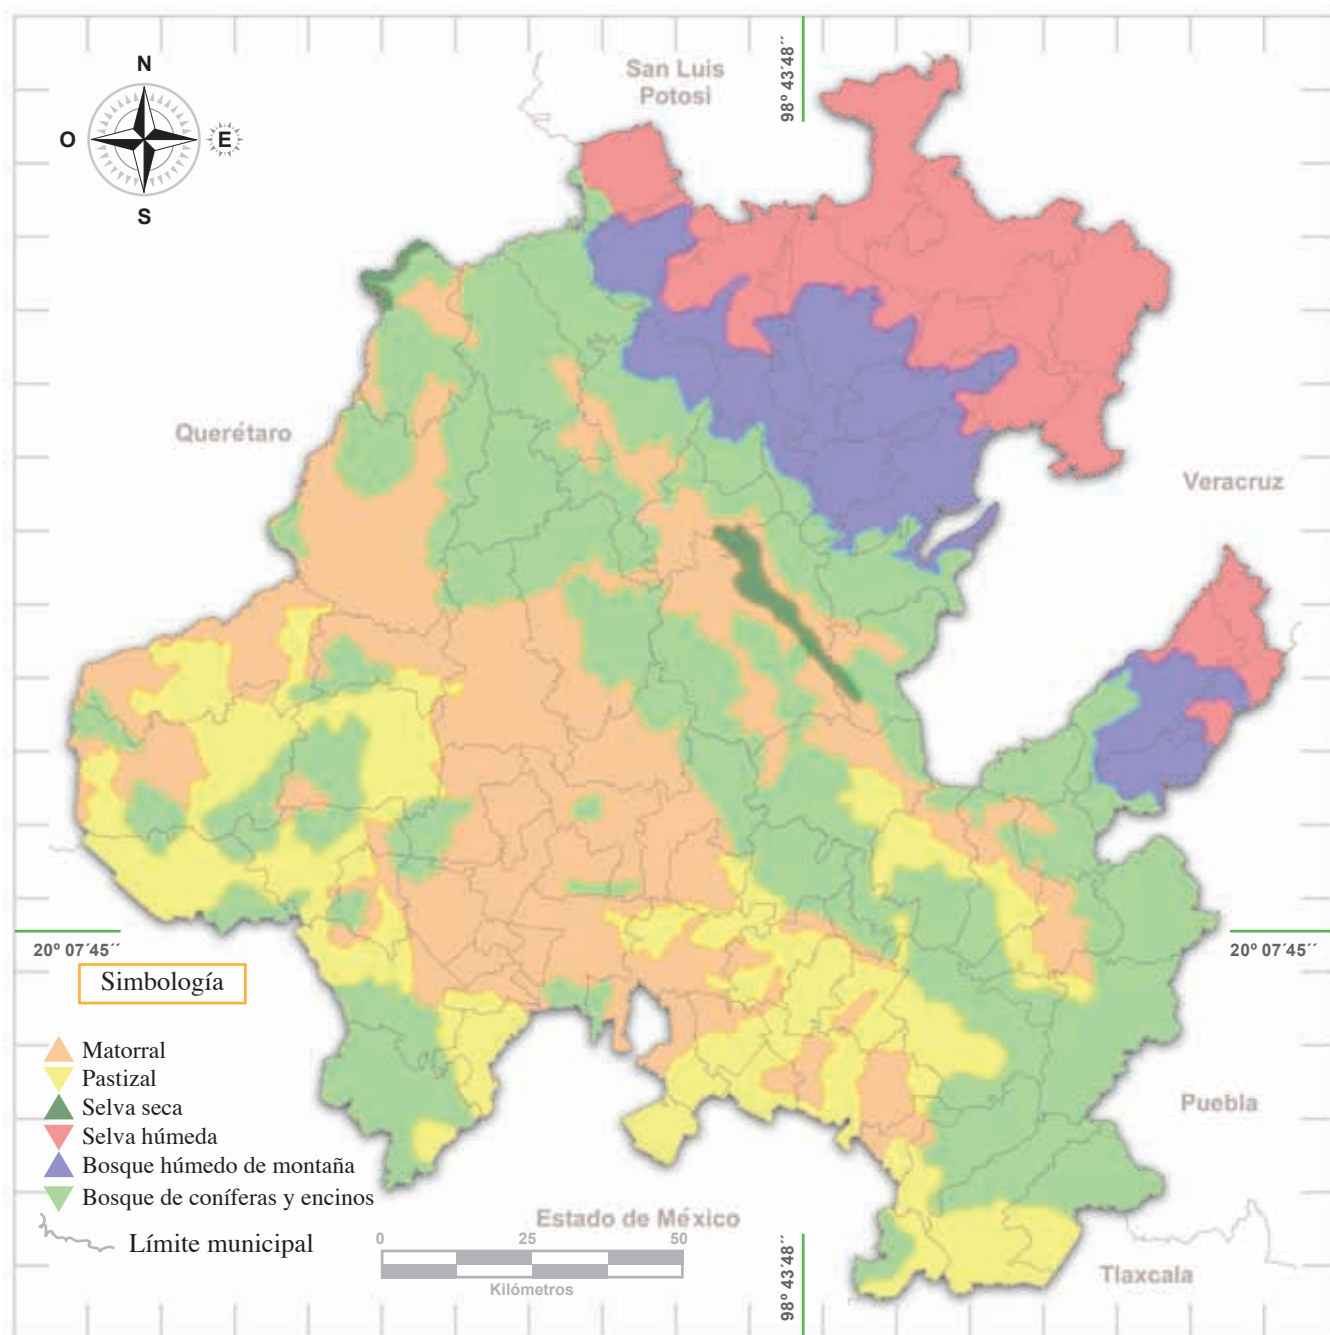 98° 43´48´´
San Luis
Potosi
N
O
E
S
Querétaro
Veracruz
20° 07´45´´
20° 07´45´´
Simbología
Matorral
Pastizal
Selva seca
Selva húmeda
Bosque húmedo de montaña
Bosque de coníferas y encinos
Límite municipal
Puebla
Estado de México
0 25 50
Kilómetros
98° 43´48´´
Tlaxcala